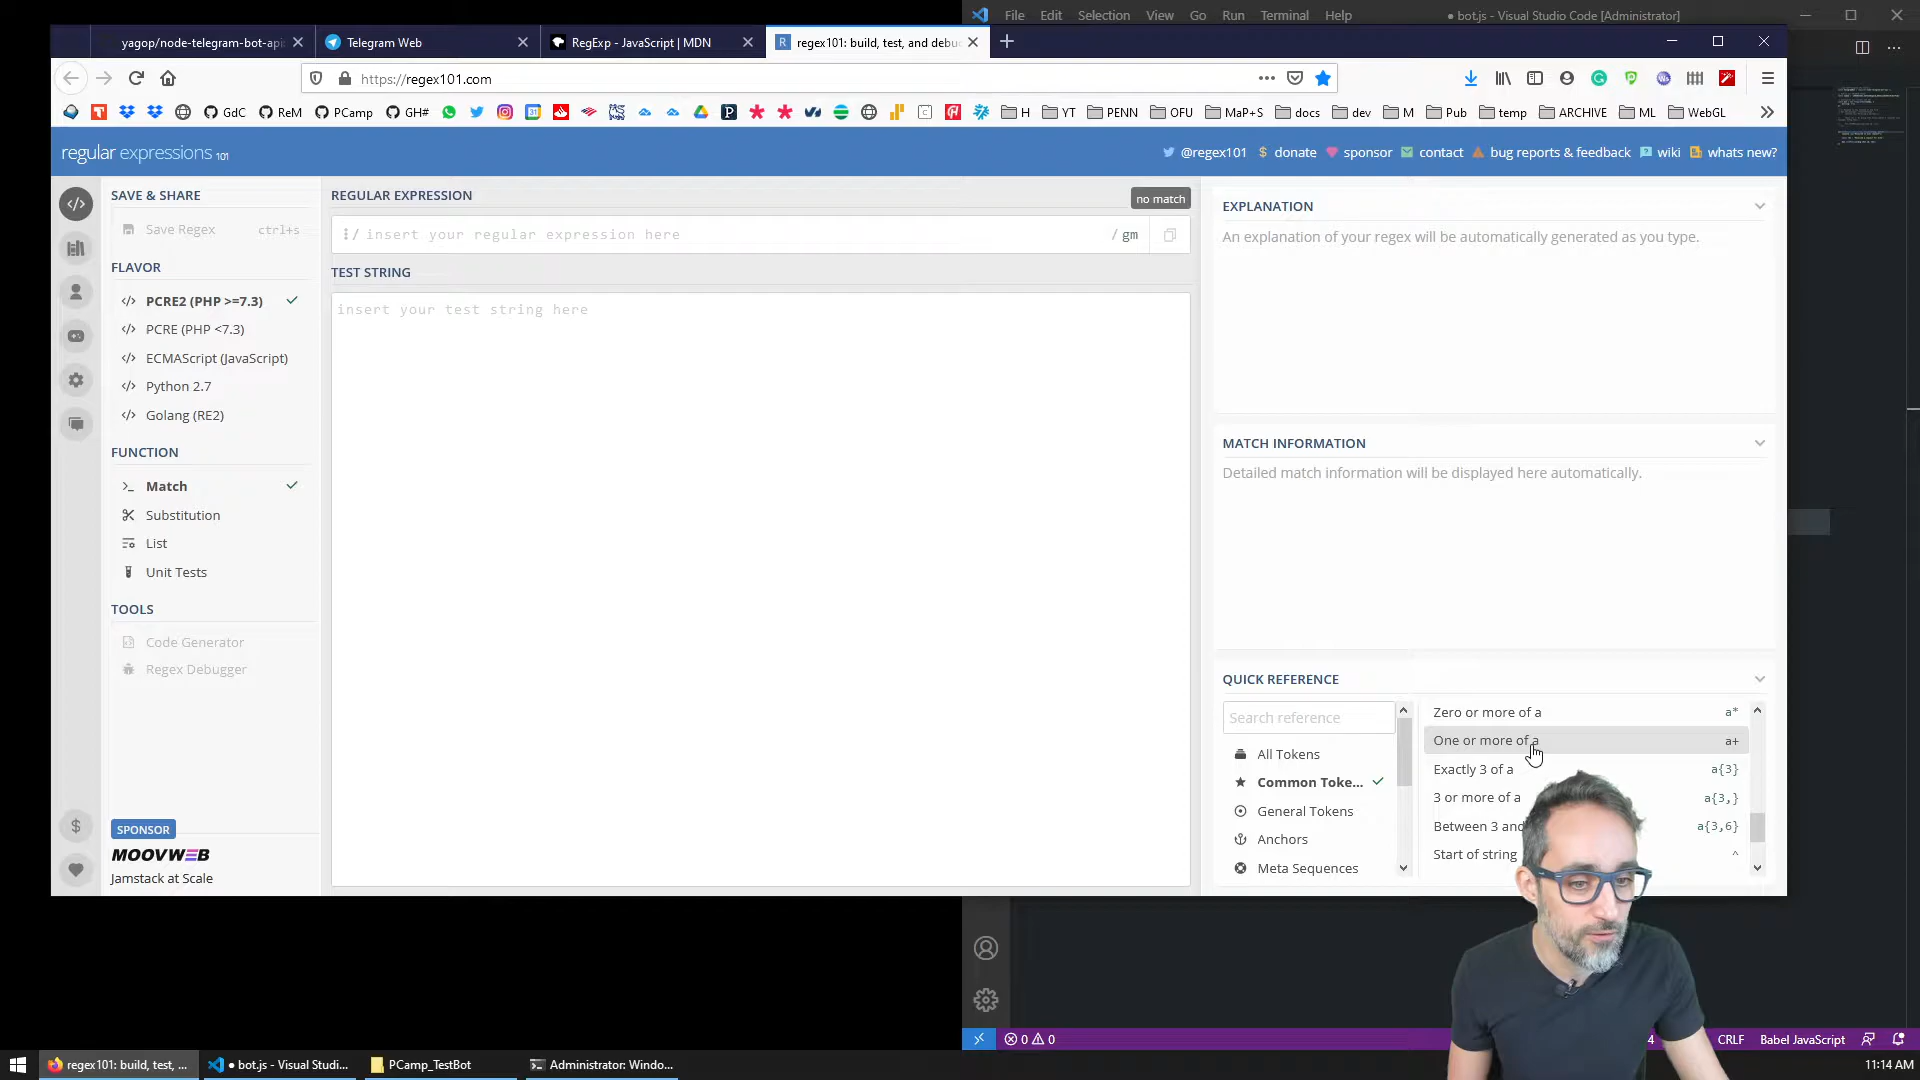 File Edit Selection View Go Run Terminal Help
● bot.js - Visual Studio Code [Administrator]
yagop/node-telegram-bot-api:
Telegram Web
RegExp - JavaScript | MDN
regex101: build, test, and debu
https://regex101.com
GdC
ReM
PCamp
GH#
H
YT
PENN
OFU
MaP+S
docs
dev
M
Pub
temp
ARCHIVE
ML
WebGL
regular expressions 101
@regex101
$ donate
sponsor
contact
bug reports & feedback
wiki
whats new?
SAVE & SHARE
Save Regex ctrl+s
FLAVOR
</> PCRE2 (PHP >=7.3)
</> PCRE (PHP <7.3)
</> ECMAScript (JavaScript)
</> Python 2.7
</> Golang (RE2)
FUNCTION
Match
Substitution
List
Unit Tests
TOOLS
Code Generator
Regex Debugger
SPONSOR
MOOVWEB
Jamstack at Scale
REGULAR EXPRESSION
no match
/ insert your regular expression here / gm
TEST STRING
insert your test string here
EXPLANATION
An explanation of your regex will be automatically generated as you type.
MATCH INFORMATION
Detailed match information will be displayed here automatically.
QUICK REFERENCE
Search reference
All Tokens
Common Toke...
General Tokens
Anchors
Meta Sequences
Zero or more of a a*
One or more of a a+
Exactly 3 of a a{3}
3 or more of a a{3,}
Between 3 and a{3,6}
Start of string ^
0 0
4 CRLF Babel JavaScript
regex101: build, test, ...
● bot.js - Visual Studi...
PCamp_TestBot
Administrator: Windo...
11:14 AM